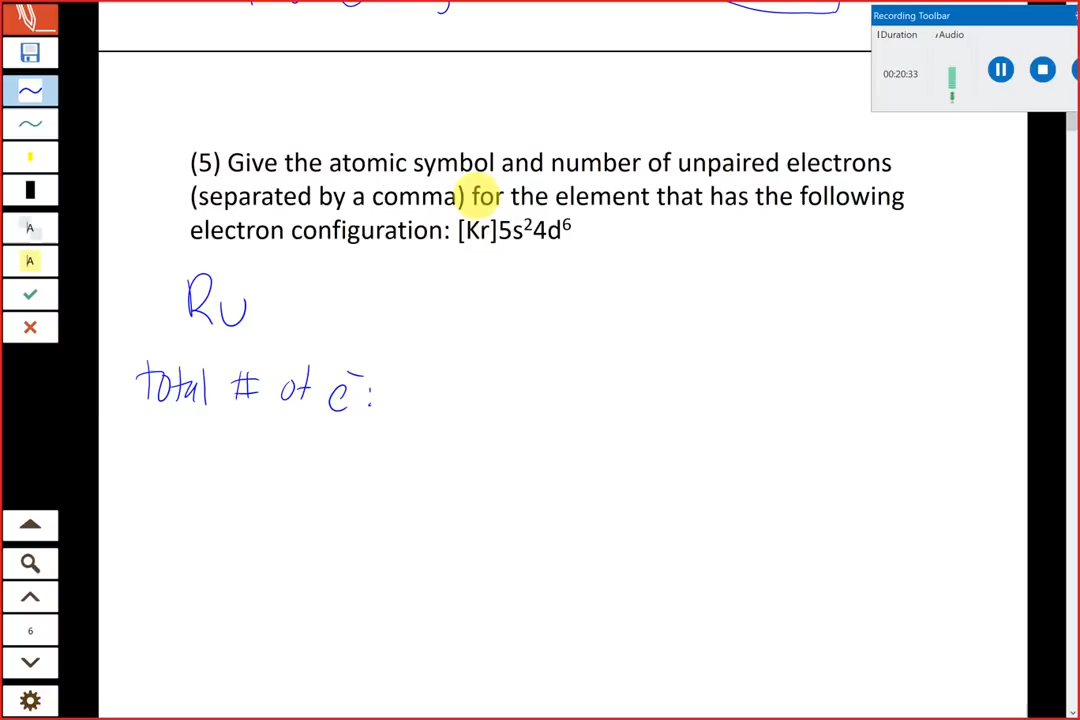 Recording Toolbar
Duration
Audio
00:20:33
(5) Give the atomic symbol and number of unpaired electrons
(separated by a comma) for the element that has the following
electron configuration: [Kr]5s²4d⁶
Ru
total # of e⁻:
A
A
6